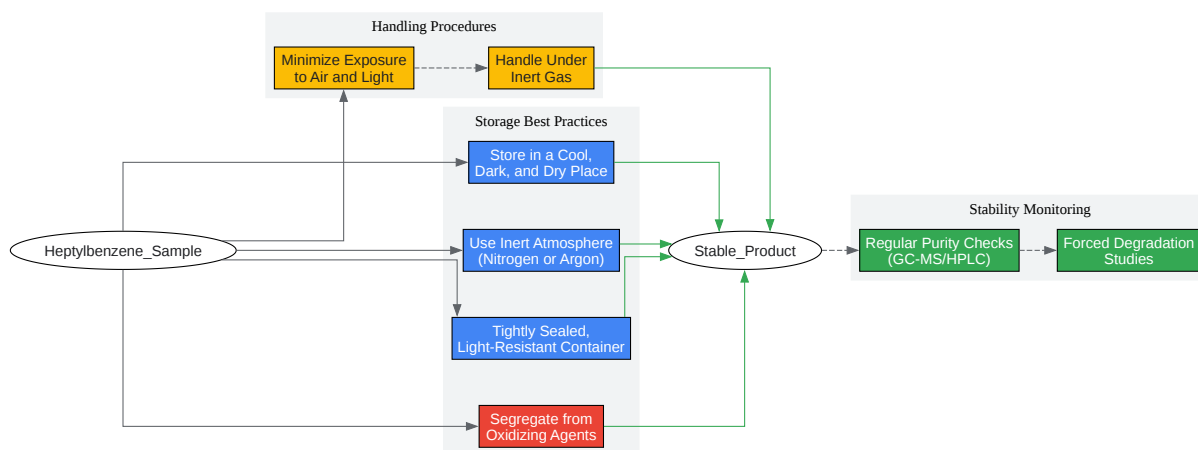 Handling Procedures
Minimize Exposure
to Air and Light
Handle Under
Inert Gas
Storage Best Practices
Store in a Cool,
Dark, and Dry Place
Heptylbenzene_Sample
Use Inert Atmosphere
(Nitrogen or Argon)
Tightly Sealed,
Light-Resistant Container
Segregate from
Oxidizing Agents
Stable_Product
Stability Monitoring
Regular Purity Checks
(GC-MS/HPLC)
Forced Degradation
Studies